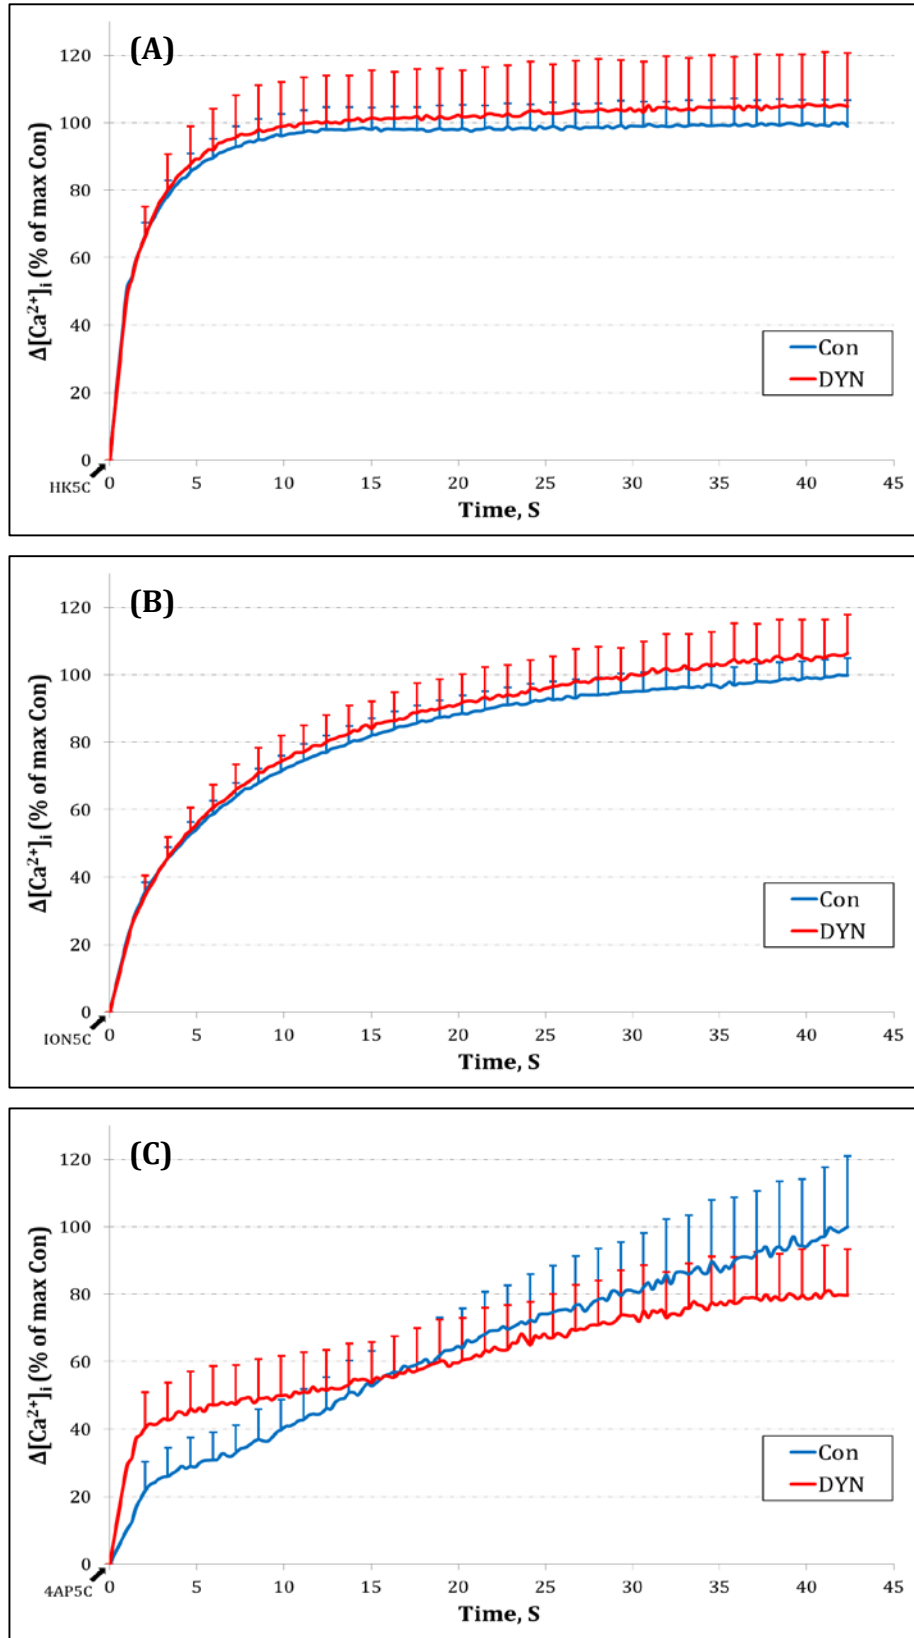 (A)
120
100
80
60
40
20
0
Δ[Ca²⁺]ᵢ (% of max Con)
Con
DYN
HK5C
0 5 10 15 20 25 30 35 40 45
Time, S
(B)
120
100
80
60
40
20
0
Δ[Ca²⁺]ᵢ (% of max Con)
Con
DYN
ION5C
0 5 10 15 20 25 30 35 40 45
Time, S
(C)
120
100
80
60
40
20
0
Δ[Ca²⁺]ᵢ (% of max Con)
Con
DYN
4AP5C
0 5 10 15 20 25 30 35 40 45
Time, S